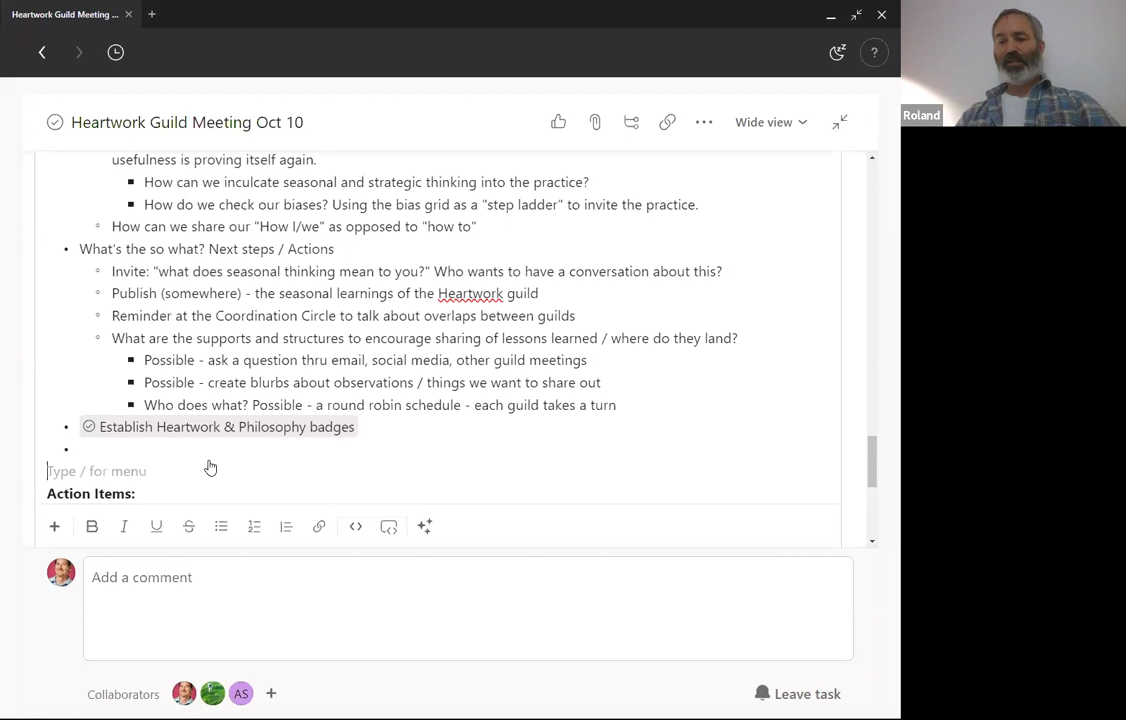 Heartwork Guild Meeting ...
Roland
Heartwork Guild Meeting Oct 10
Wide view
usefulness is proving itself again.
How can we inculcate seasonal and strategic thinking into the practice?
How do we check our biases? Using the bias grid as a "step ladder" to invite the practice.
How can we share our "How I/we" as opposed to "how to"
What's the so what? Next steps / Actions
Invite: "what does seasonal thinking mean to you?" Who wants to have a conversation about this?
Publish (somewhere) - the seasonal learnings of the Heartwork guild
Reminder at the Coordination Circle to talk about overlaps between guilds
What are the supports and structures to encourage sharing of lessons learned / where do they land?
Possible - ask a question thru email, social media, other guild meetings
Possible - create blurbs about observations / things we want to share out
Who does what? Possible - a round robin schedule - each guild takes a turn
Establish Heartwork & Philosophy badges
Type / for menu
Action Items:
Add a comment
Collaborators AS
Leave task